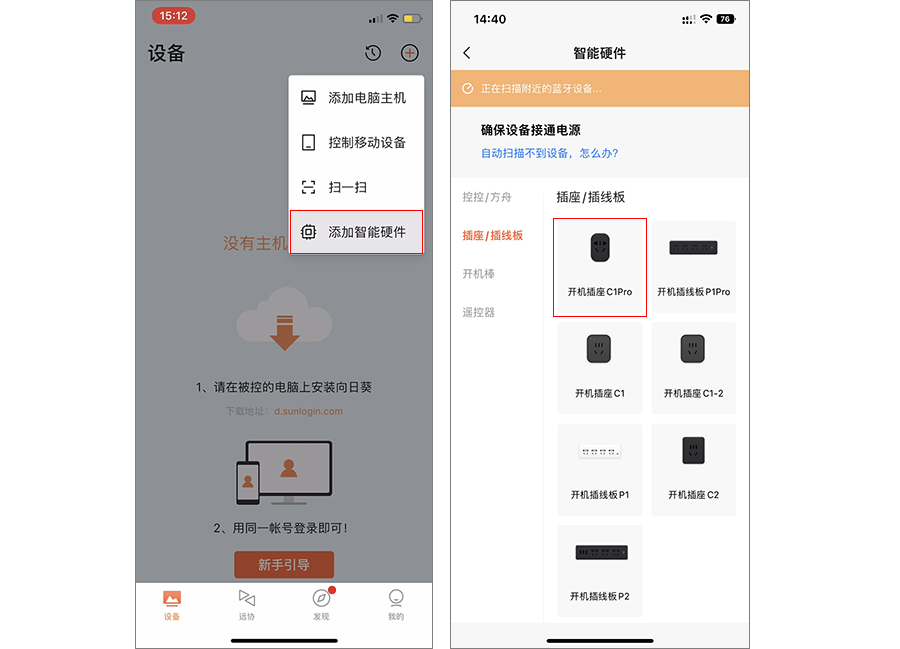 15:12
设备
添加电脑主机
控制移动设备
扫一扫
添加智能硬件
没有主机
1、请在被控的电脑上安装向日葵
下载地址：d.sunlogin.com
2、用同一帐号登录即可！
新手引导
设备
远协
发现
我的
14:40
76
智能硬件
正在扫描附近的蓝牙设备...
确保设备接通电源
自动扫描不到设备，怎么办?
控控/方舟
插座/插线板
开机棒
遥控器
插座/插线板
开机插座C1Pro
开机插线板P1Pro
开机插座C1
开机插座C1-2
开机插线板P1
开机插座C2
开机插线板P2